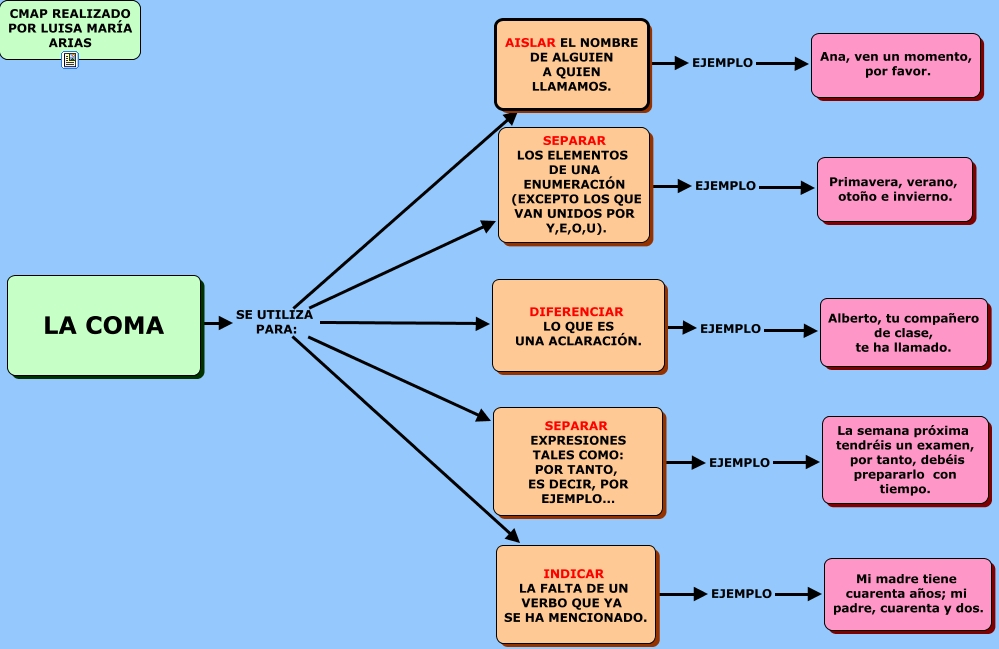 CMAP REALIZADO
POR LUISA MARÍA
ARIAS
LA COMA
SE UTILIZA
PARA:
AISLAR EL NOMBRE
DE ALGUIEN
A QUIEN
LLAMAMOS.
EJEMPLO
Ana, ven un momento,
por favor.
SEPARAR
LOS ELEMENTOS
DE UNA
ENUMERACIÓN
(EXCEPTO LOS QUE
VAN UNIDOS POR
Y,E,O,U).
EJEMPLO
Primavera, verano,
otoño e invierno.
DIFERENCIAR
LO QUE ES
UNA ACLARACIÓN.
EJEMPLO
Alberto, tu compañero
de clase,
te ha llamado.
SEPARAR
EXPRESIONES
TALES COMO:
POR TANTO,
ES DECIR, POR
EJEMPLO...
EJEMPLO
La semana próxima
tendréis un examen,
por tanto, debéis
prepararlo con
tiempo.
INDICAR
LA FALTA DE UN
VERBO QUE YA
SE HA MENCIONADO.
EJEMPLO
Mi madre tiene
cuarenta años; mi
padre, cuarenta y dos.